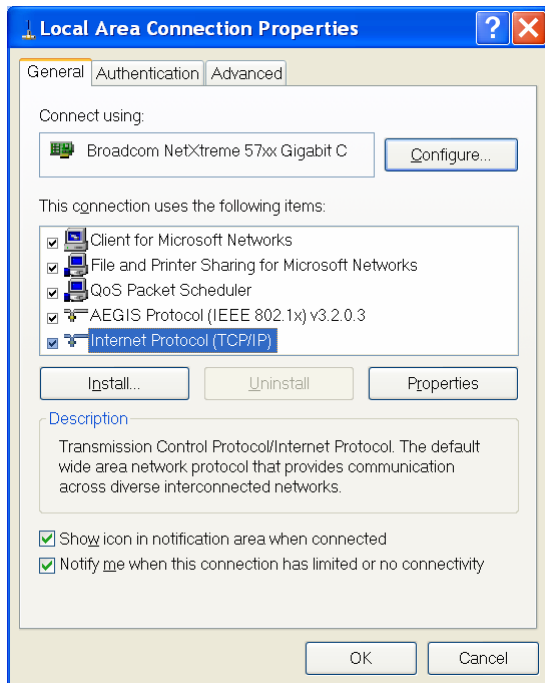 Local Area Connection Properties
General Authentication Advanced
Connect using:
Broadcom NetXtreme 57xx Gigabit C
Configure...
This connection uses the following items:
Client for Microsoft Networks
File and Printer Sharing for Microsoft Networks
QoS Packet Scheduler
AEGIS Protocol (IEEE 802.1x) v3.2.0.3
Internet Protocol (TCP/IP)
Install... Uninstall Properties
Description
Transmission Control Protocol/Internet Protocol. The default
wide area network protocol that provides communication
across diverse interconnected networks.
Show icon in notification area when connected
Notify me when this connection has limited or no connectivity
OK Cancel